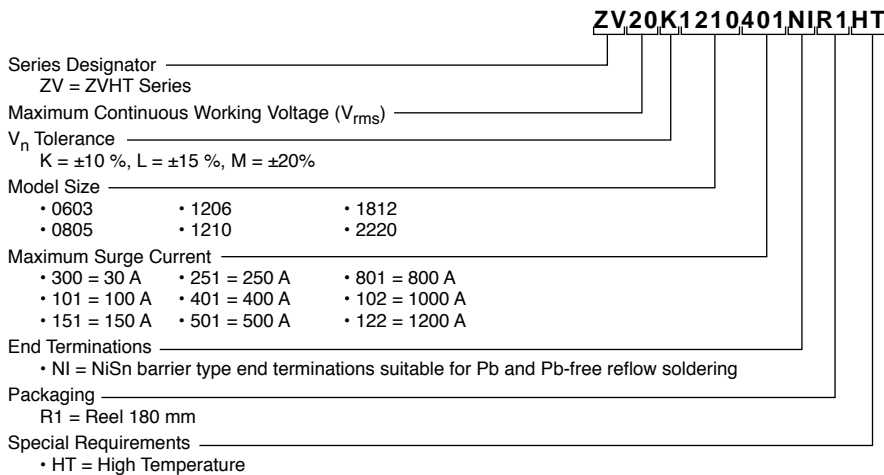 ZV20K1210401NIR1HT
Series Designator
ZV = ZVHT Series
Maximum Continuous Working Voltage (Vrms)
Vn Tolerance
K = ±10 %, L = ±15 %, M = ±20%
Model Size
• 0603 • 1206 • 1812
• 0805 • 1210 • 2220
Maximum Surge Current
• 300 = 30 A • 251 = 250 A • 801 = 800 A
• 101 = 100 A • 401 = 400 A • 102 = 1000 A
• 151 = 150 A • 501 = 500 A • 122 = 1200 A
End Terminations
• NI = NiSn barrier type end terminations suitable for Pb and Pb-free reflow soldering
Packaging
R1 = Reel 180 mm
Special Requirements
• HT = High Temperature